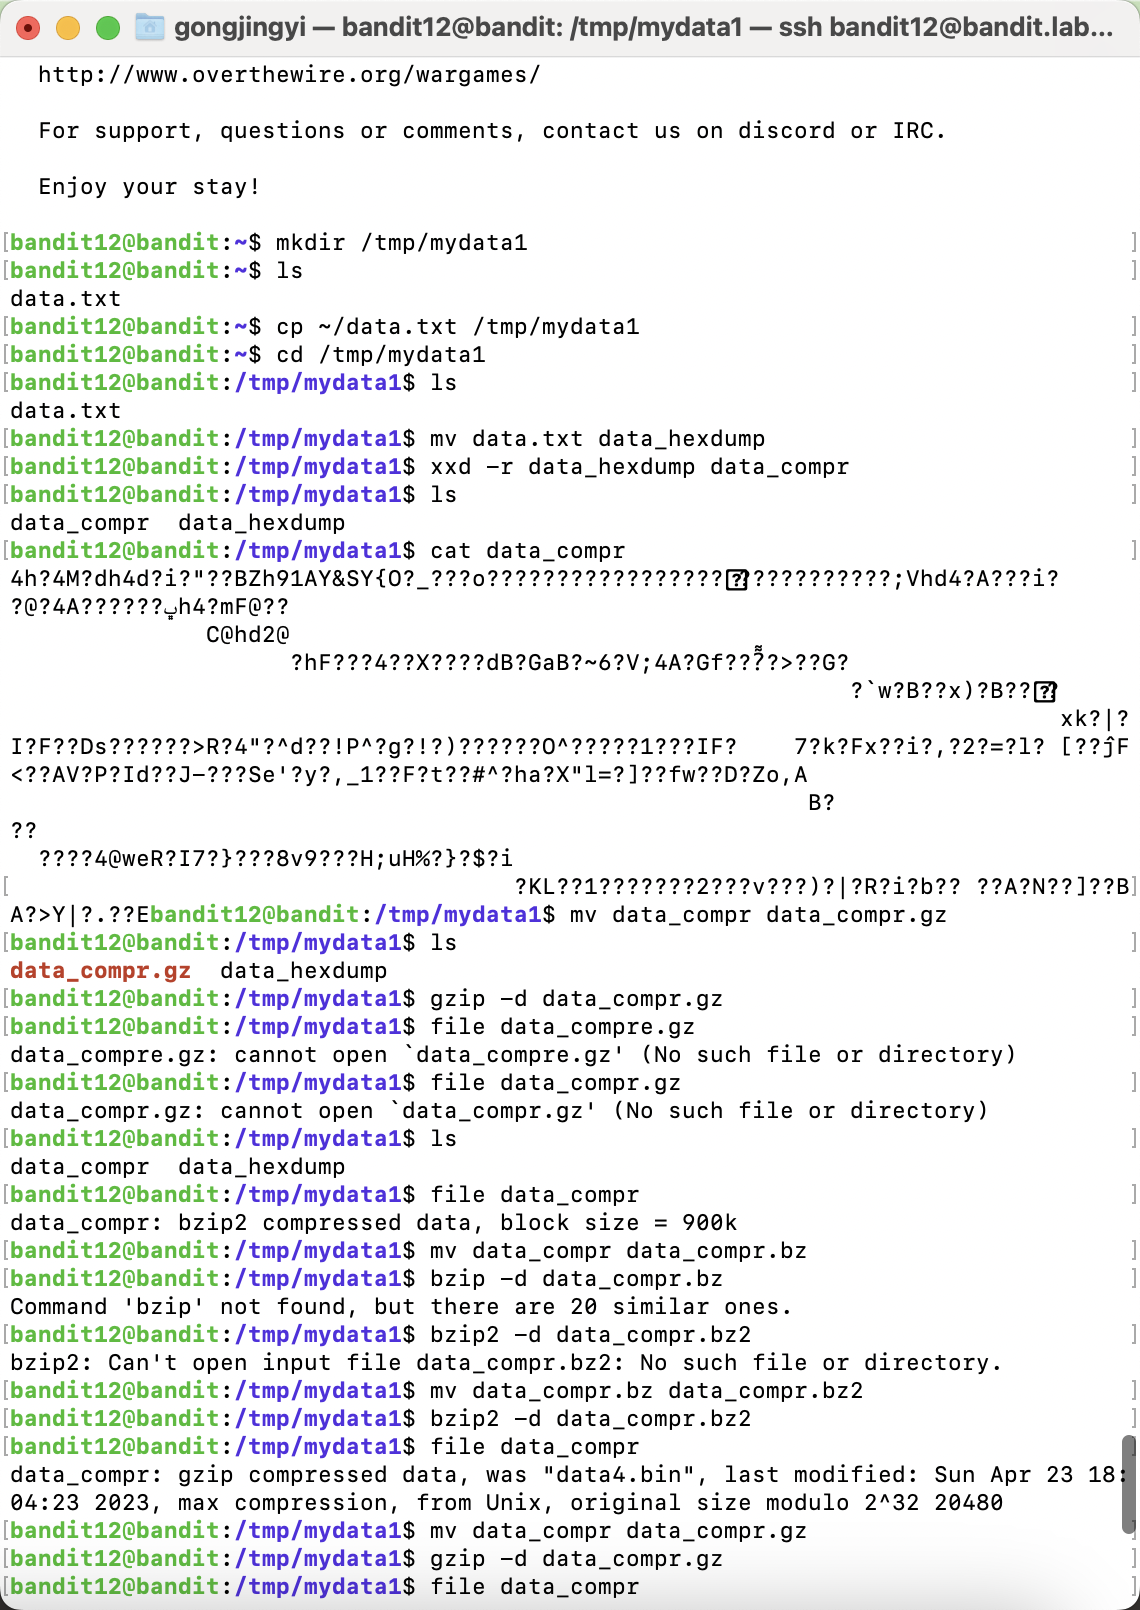 gongjingyi — bandit12@bandit: /tmp/mydata1 — ssh bandit12@bandit.lab...
http://www.overthewire.org/wargames/
For support, questions or comments, contact us on discord or IRC.
Enjoy your stay!
[bandit12@bandit:~$ mkdir /tmp/mydata1 ]
[bandit12@bandit:~$ ls ]
data.txt
[bandit12@bandit:~$ cp ~/data.txt /tmp/mydata1 ]
[bandit12@bandit:~$ cd /tmp/mydata1 ]
[bandit12@bandit:/tmp/mydata1$ ls ]
data.txt
[bandit12@bandit:/tmp/mydata1$ mv data.txt data_hexdump ]
[bandit12@bandit:/tmp/mydata1$ xxd -r data_hexdump data_compr ]
[bandit12@bandit:/tmp/mydata1$ ls ]
data_compr  data_hexdump
[bandit12@bandit:/tmp/mydata1$ cat data_compr ]
4h?4M?dh4d?i?"??BZh91AY&SY{O?_???o???????????????????????????;Vhd4?A???i?
?@?4A??????h4?mF@??
C@hd2@
?hF???4??X????dB?GaB?~6?V;4A?Gf????>??G?
?`w?B??x)?B??
xk?|?
I?F??Ds??????>R?4"?^d??!P^?g?!?)??????O^?????1???IF?    7?k?Fx??i?,?2?=?l? [??ĵF
<??AV?P?Id??J-???Se'?y?,_1??F?t??#^?ha?X"l=?]??fw??D?Zo,A
B?
??
????4@weR?I7?}???8v9???H;uH%?}?$?i
[ ?KL??1???????2???v???)?|?R?i?b?? ??A?N??]??B]
A?>Y|?.??Ebandit12@bandit:/tmp/mydata1$ mv data_compr data_compr.gz
[bandit12@bandit:/tmp/mydata1$ ls ]
data_compr.gz  data_hexdump
[bandit12@bandit:/tmp/mydata1$ gzip -d data_compr.gz ]
[bandit12@bandit:/tmp/mydata1$ file data_compre.gz ]
data_compre.gz: cannot open `data_compre.gz' (No such file or directory)
[bandit12@bandit:/tmp/mydata1$ file data_compr.gz ]
data_compr.gz: cannot open `data_compr.gz' (No such file or directory)
[bandit12@bandit:/tmp/mydata1$ ls ]
data_compr  data_hexdump
[bandit12@bandit:/tmp/mydata1$ file data_compr ]
data_compr: bzip2 compressed data, block size = 900k
[bandit12@bandit:/tmp/mydata1$ mv data_compr data_compr.bz ]
[bandit12@bandit:/tmp/mydata1$ bzip -d data_compr.bz ]
Command 'bzip' not found, but there are 20 similar ones.
[bandit12@bandit:/tmp/mydata1$ bzip2 -d data_compr.bz2 ]
bzip2: Can't open input file data_compr.bz2: No such file or directory.
[bandit12@bandit:/tmp/mydata1$ mv data_compr.bz data_compr.bz2 ]
[bandit12@bandit:/tmp/mydata1$ bzip2 -d data_compr.bz2 ]
[bandit12@bandit:/tmp/mydata1$ file data_compr ]
data_compr: gzip compressed data, was "data4.bin", last modified: Sun Apr 23 18:
04:23 2023, max compression, from Unix, original size modulo 2^32 20480
[bandit12@bandit:/tmp/mydata1$ mv data_compr data_compr.gz ]
[bandit12@bandit:/tmp/mydata1$ gzip -d data_compr.gz ]
[bandit12@bandit:/tmp/mydata1$ file data_compr ]